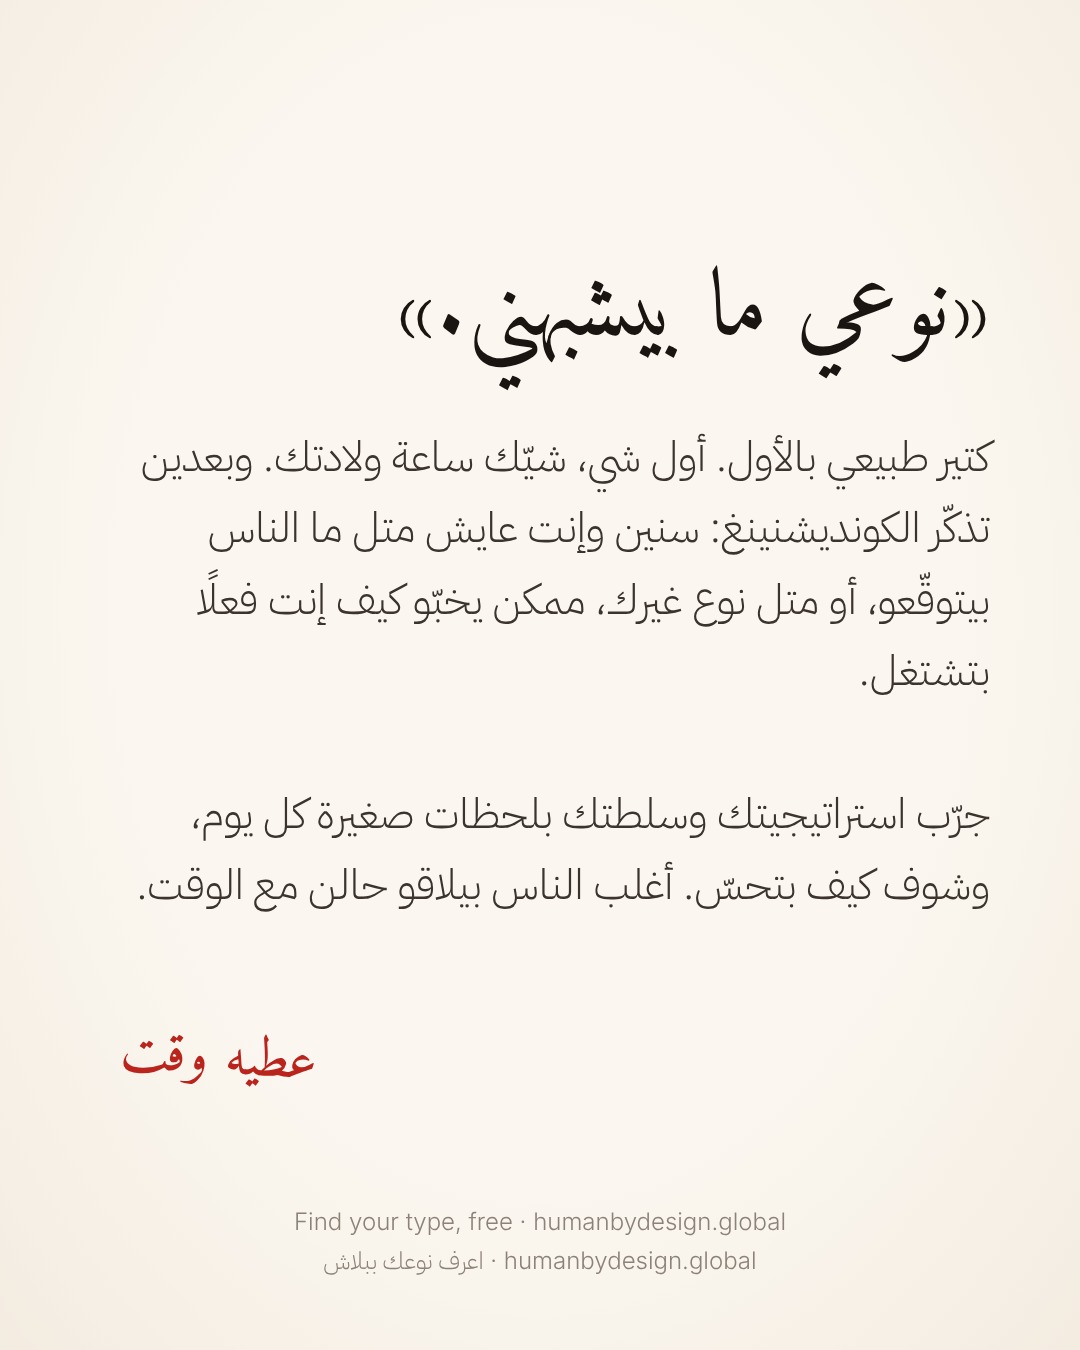 «نوعي ما بيشبهني.»
كتير طبيعي بالأول. أول شي، شيّك ساعة ولادتك. وبعدين
تذكّر الكونديشنينغ: سنين وإنت عايش متل ما الناس
بيتوقّعو، أو متل نوع غيرك، ممكن يخبّو كيف إنت فعلًا
بتشتغل.
جرّب استراتيجيتك وسلطتك بلحظات صغيرة كل يوم،
وشوف كيف بتحسّ. أغلب الناس بيلاقو حالن مع الوقت.
عطيه وقت
Find your type, free · humanbydesign.global
اعرف نوعك ببلاش · humanbydesign.global